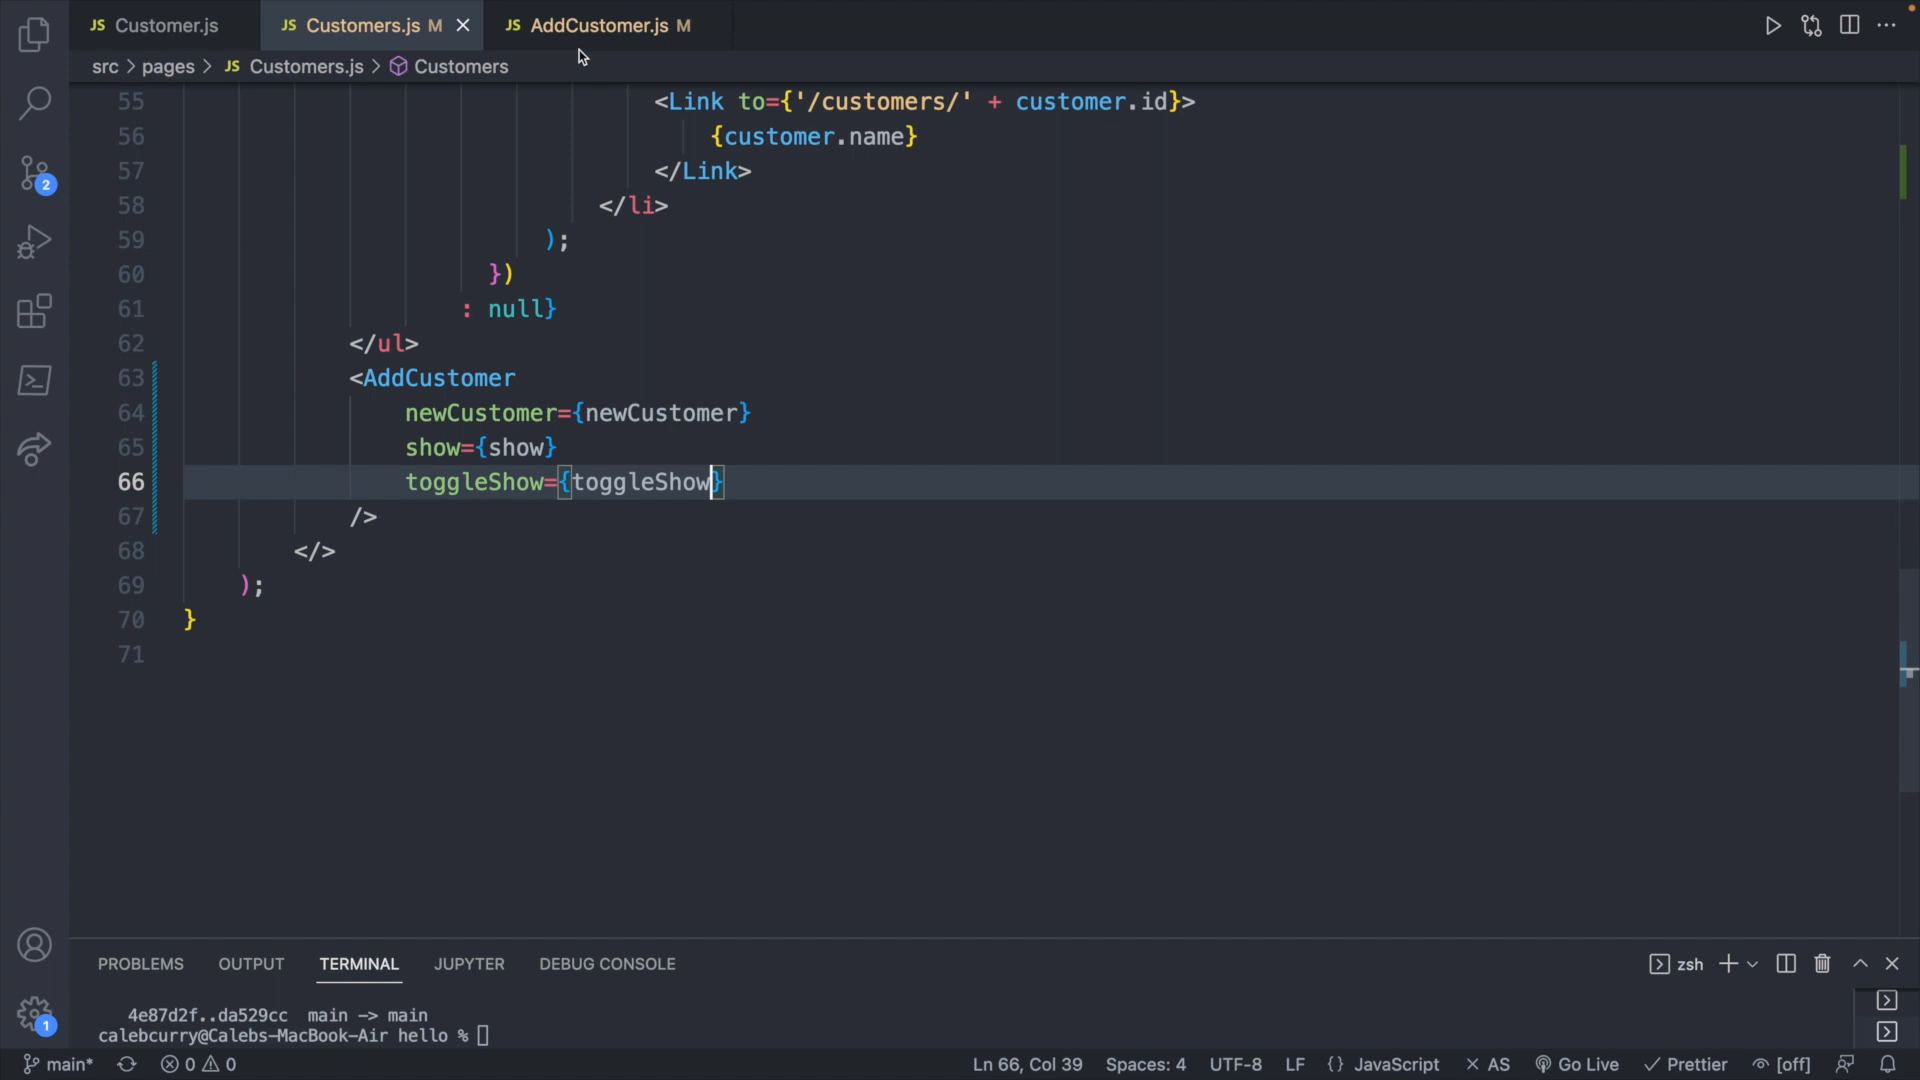 JS Customer.js
JS Customers.js M
JS AddCustomer.js M
src > pages > JS Customers.js > Customers
55 <Link to={'/customers/' + customer.id}>
56 {customer.name}
57 </Link>
58 </li>
59 );
60 })
61 : null}
62 </ul>
63 <AddCustomer
64 newCustomer={newCustomer}
65 show={show}
66 toggleShow={toggleShow}
67 />
68 </>
69 );
70 }
71
2
1
PROBLEMS OUTPUT TERMINAL JUPYTER DEBUG CONSOLE
zsh
4e87d2f..da529cc main -> main
calebcurry@Calebs-MacBook-Air hello %
main* 0 0 Ln 66, Col 39 Spaces: 4 UTF-8 LF {} JavaScript × AS Go Live ✓ Prettier [off]